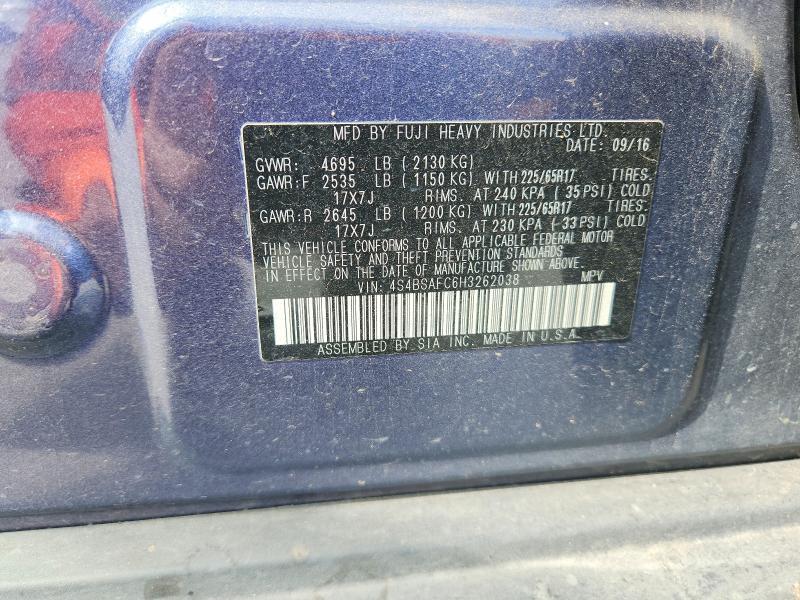 MFD BY FUJI HEAVY INDUSTRIES LTD.
DATE: 09/16
GVWR: 4695 LB (2130 KG)
GAWR:F 2535 LB (1150 KG) WITH 225/65R17 TIRES.
17X7J RIMS. AT 240 KPA (35 PSI) COLD
GAWR:R 2645 LB (1200 KG) WITH 225/65R17 TIRES.
17X7J RIMS. AT 230 KPA (33 PSI) COLD
THIS VEHICLE CONFORMS TO ALL APPLICABLE FEDERAL MOTOR
VEHICLE SAFETY AND THEFT PREVENTION STANDARDS
IN EFFECT ON THE DATE OF MANUFACTURE SHOWN ABOVE.
VIN: 4S4BSAFC6H3262038 MPV
ASSEMBLED BY SIA INC. MADE IN U.S.A.